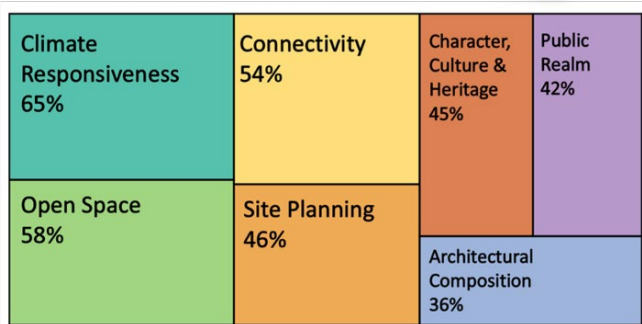 Climate
Responsiveness
65%
Open Space
58%
Connectivity
54%
Site Planning
46%
Character,
Culture &
Heritage
45%
Public
Realm
42%
Architectural
Composition
36%